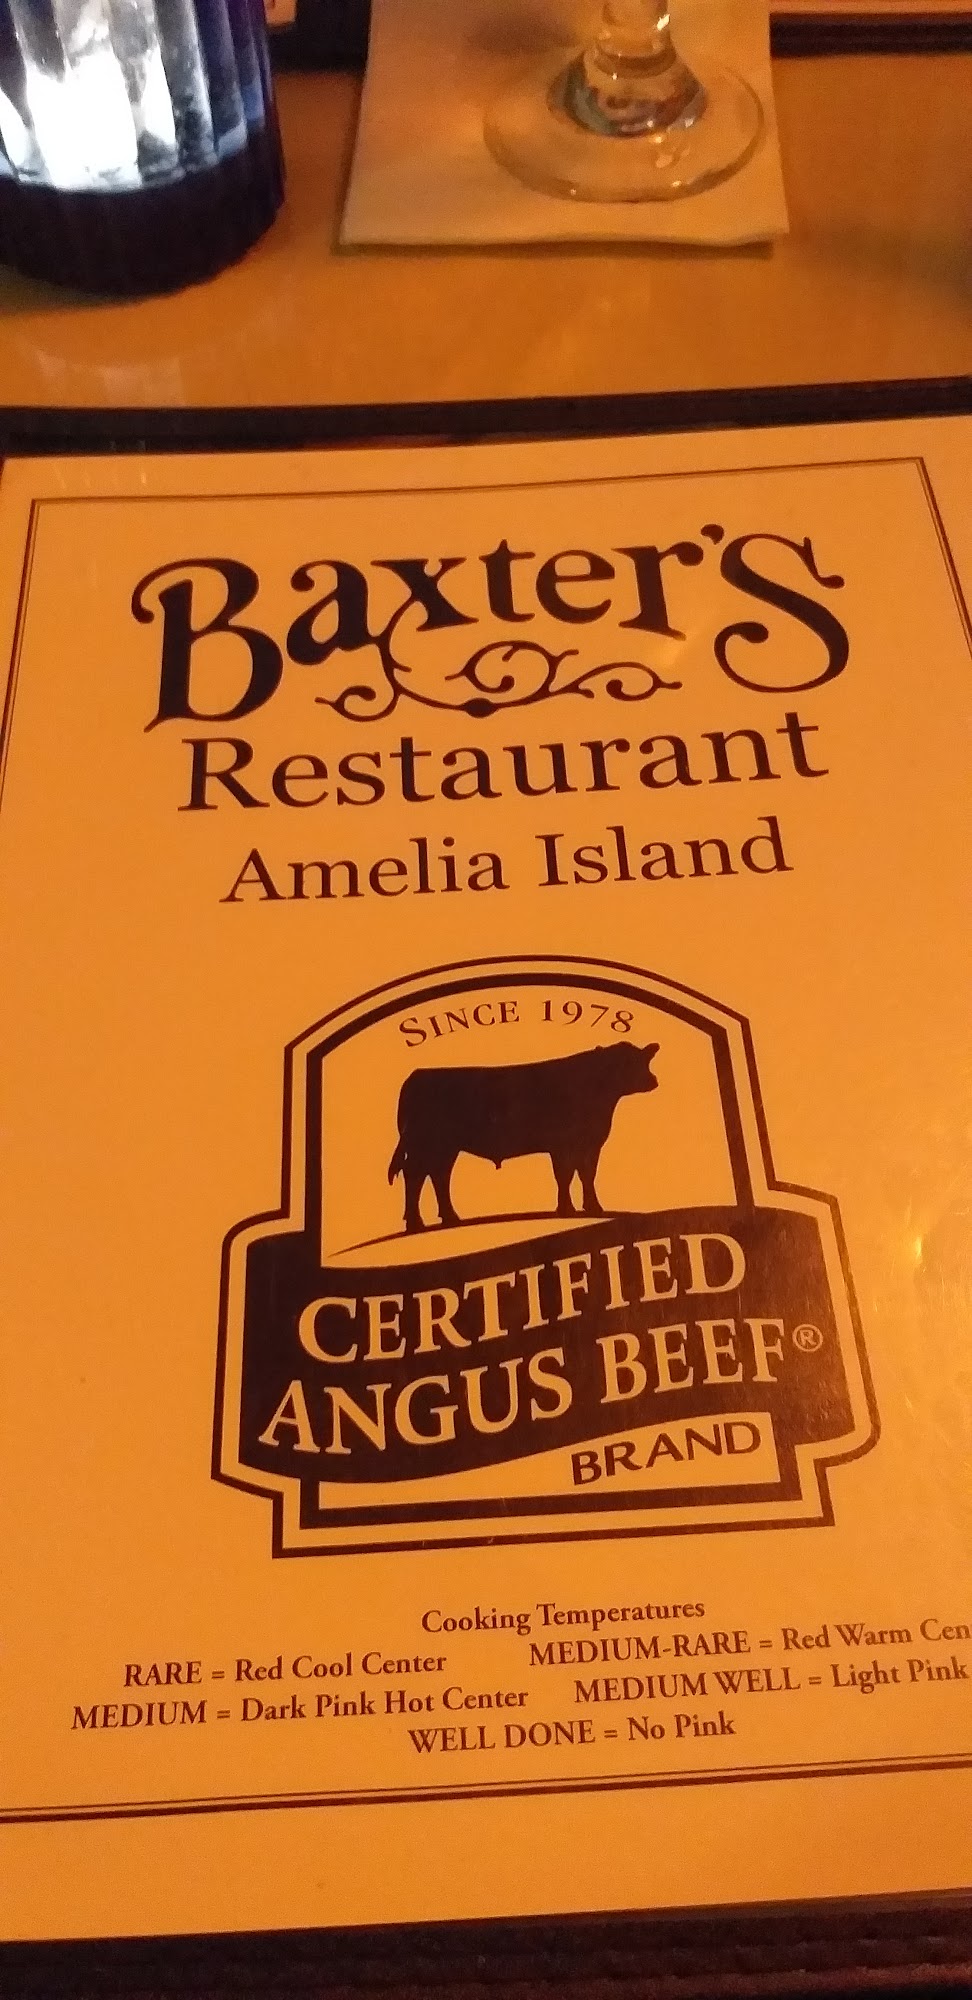 Baxter's
Restaurant
Amelia Island
SINCE 1978
CERTIFIED
ANGUS BEEF®
BRAND
Cooking Temperatures
RARE = Red Cool Center MEDIUM-RARE = Red Warm Cen
MEDIUM = Dark Pink Hot Center MEDIUM WELL = Light Pink
WELL DONE = No Pink